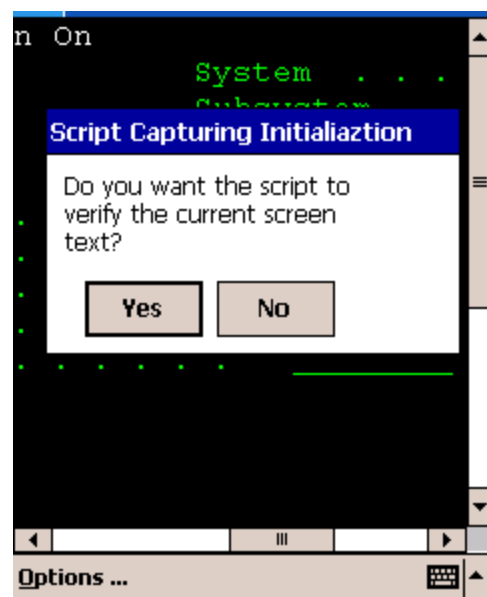 n On
System . . .
Subsystem
Script Capturing Initialiaztion
Do you want the script to
verify the current screen
text?
Yes No
. . . . . .
Options ...